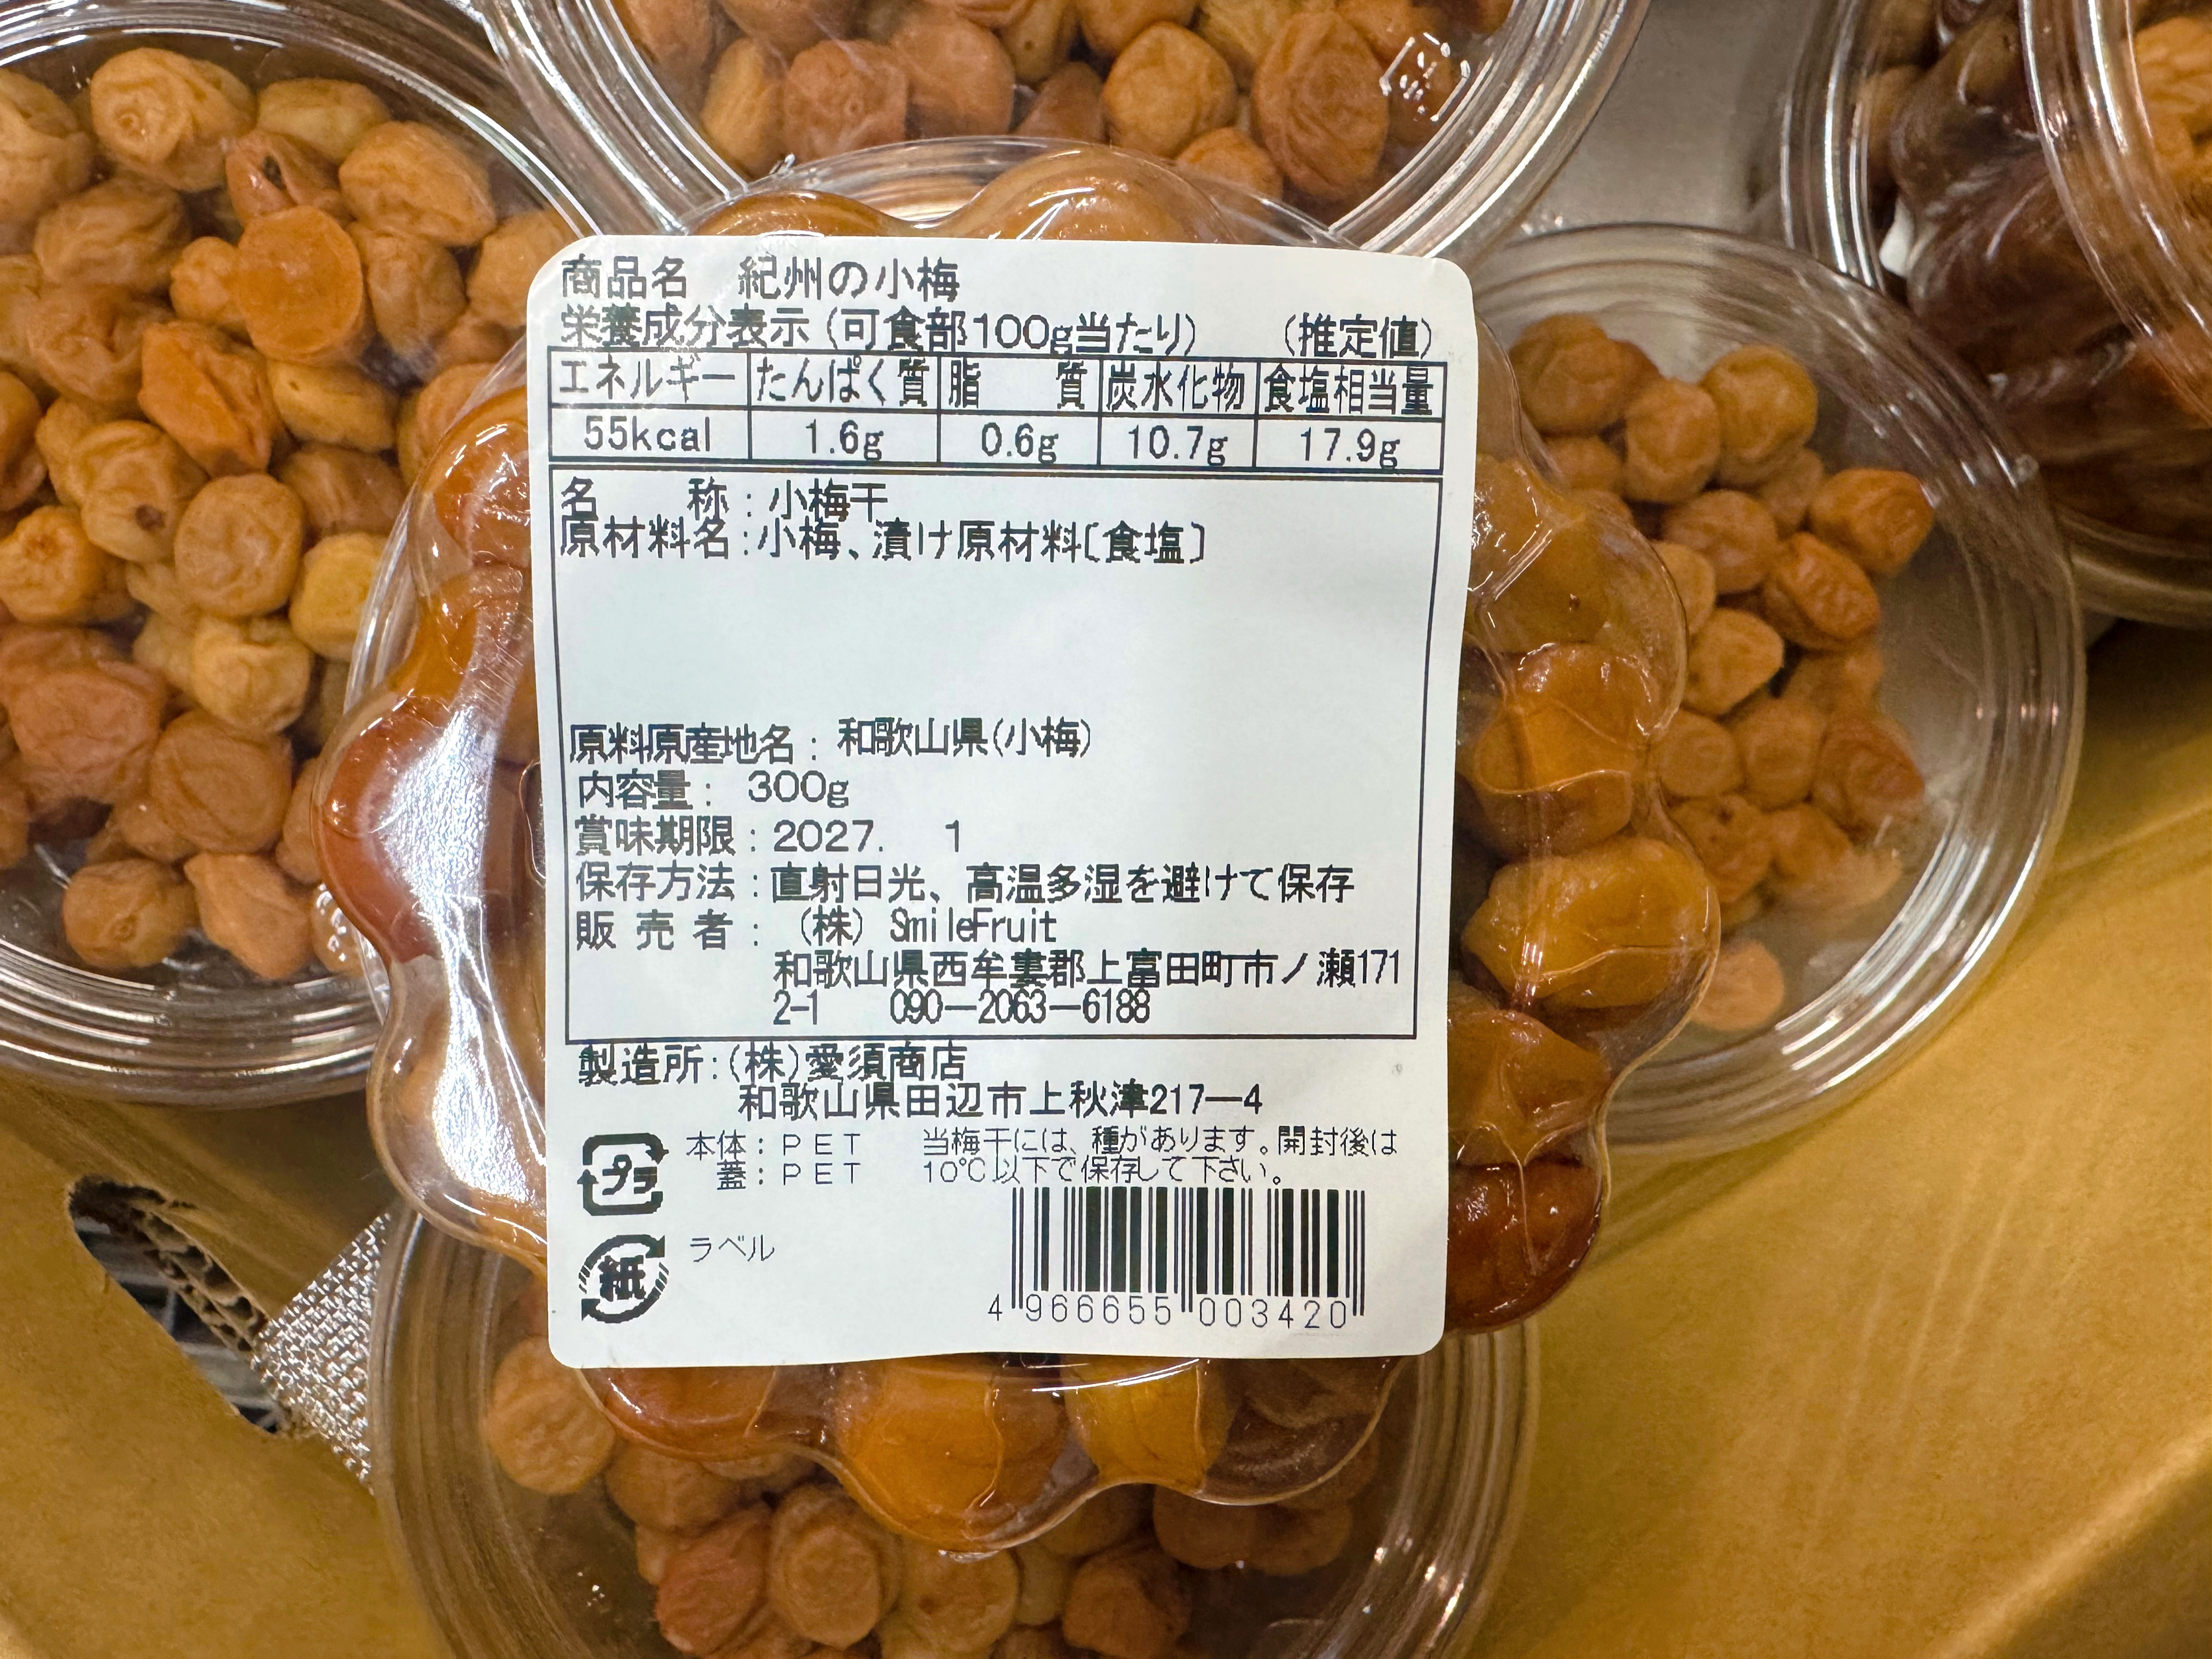 商品名　紀州の小梅
栄養成分表示(可食部100g当たり)　(推定値)
エネルギー たんぱく質 脂　質 炭水化物 食塩相当量
55kcal 1.6g 0.6g 10.7g 17.9g
名　称：小梅干
原材料名：小梅、漬け原材料〔食塩〕
原料原産地名：和歌山県(小梅)
内容量：300g
賞味期限：2027.　1
保存方法：直射日光、高温多湿を避けて保存
販売者：(株) SmileFruit
和歌山県西牟婁郡上富田町市ノ瀬171
2-1　090-2063-6188
製造所：(株)愛須商店
和歌山県田辺市上秋津217-4
プラ 本体：PET　当梅干には、種があります。開封後は
蓋：PET　10℃以下で保存して下さい。
紙 ラベル
4 966655 003420